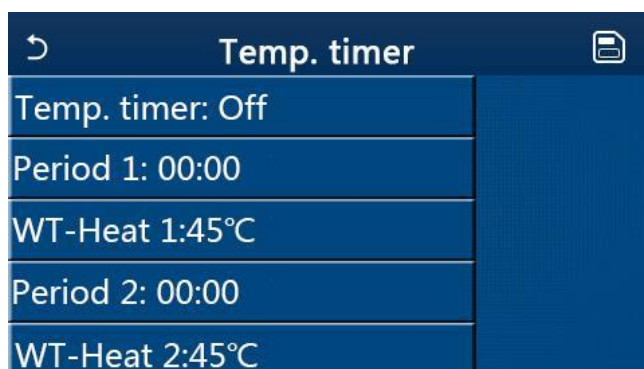 Temp. timer
Temp. timer: Off
Period 1: 00:00
WT-Heat 1:45℃
Period 2: 00:00
WT-Heat 2:45℃